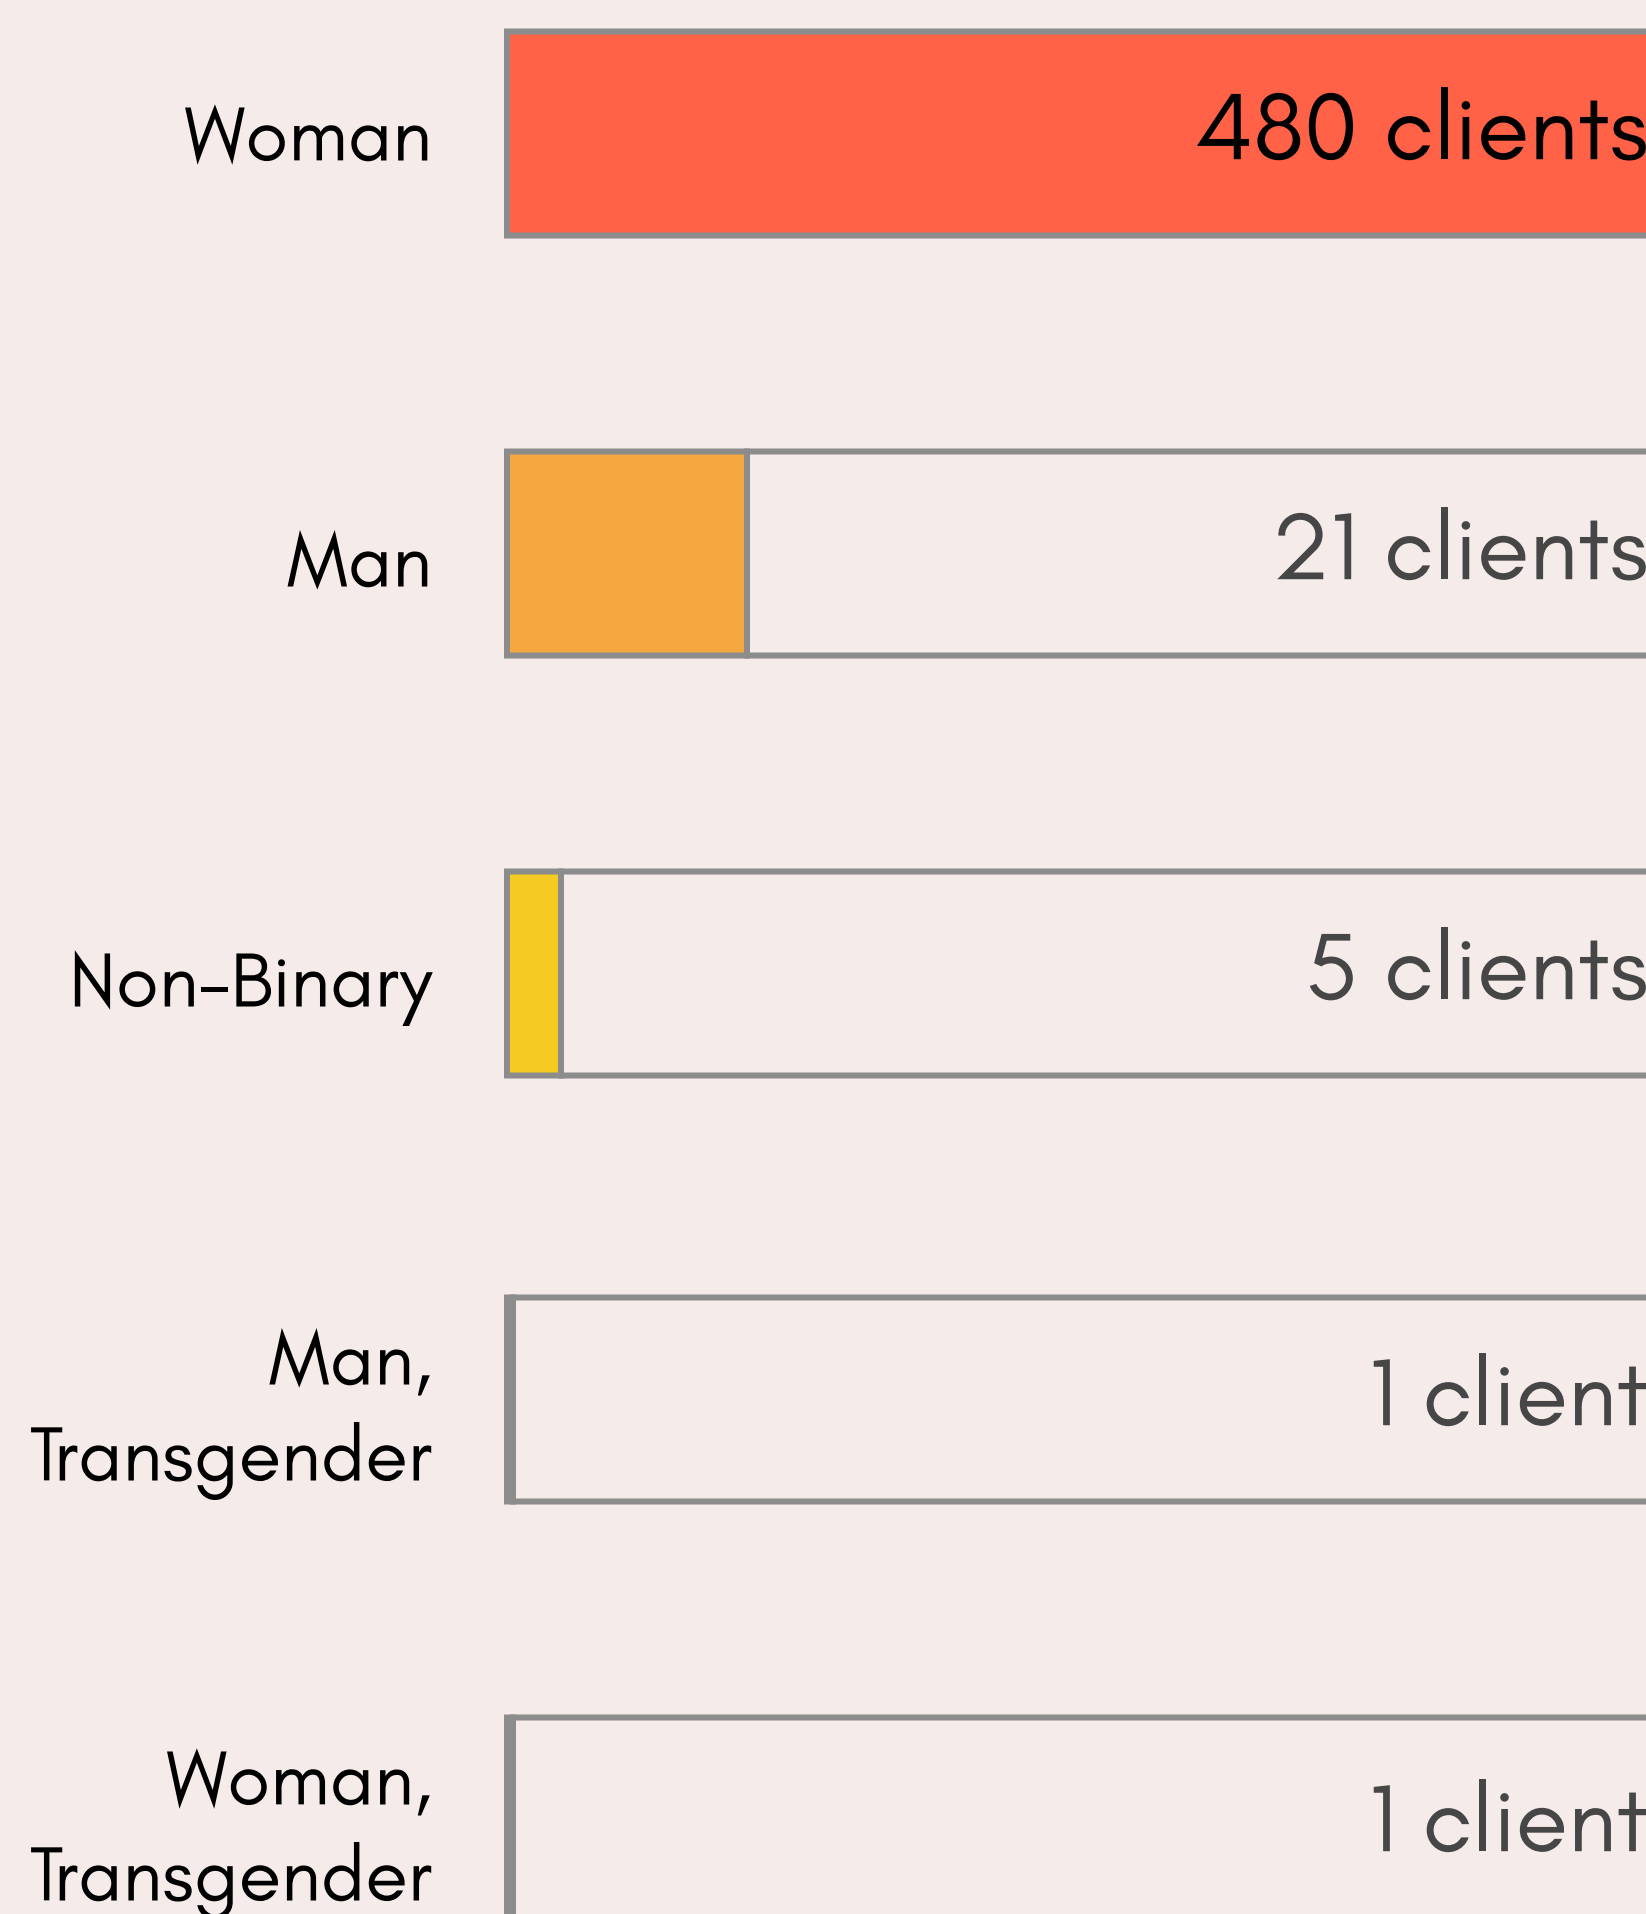 Woman 480 clients
Man 21 clients
Non-Binary 5 clients
Man,
Transgender 1 client
Woman,
Transgender 1 client